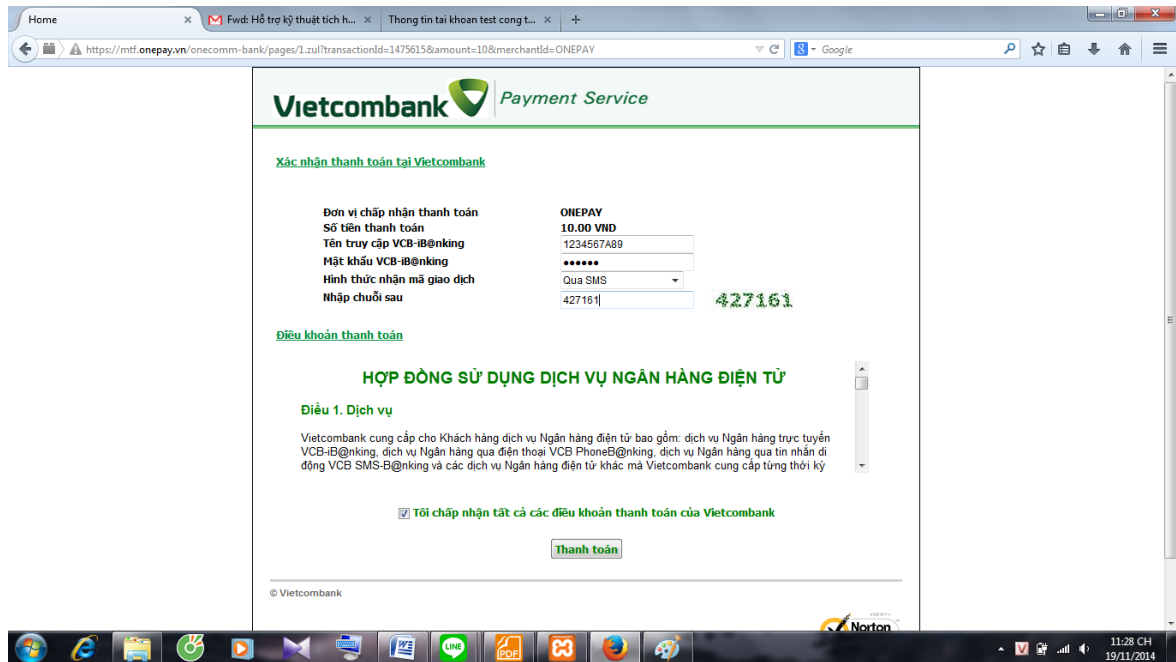 Home
Fwd: Hỗ trợ kỹ thuật tích h...
Thong tin tai khoan test cong t...
https://mtf.onepay.vn/onecomm-bank/pages/1.zul?transactionId=1475615&amount=10&merchantId=ONEPAY
8 Google
Vietcombank Payment Service
Xác nhận thanh toán tại Vietcombank
Đơn vị chấp nhận thanh toán ONEPAY
Số tiền thanh toán 10.00 VND
Tên truy cập VCB-iB@nking 1234567A89
Mật khẩu VCB-iB@nking ●●●●●●
Hình thức nhận mã giao dịch Qua SMS
Nhập chuỗi sau 427161 427161
Điều khoản thanh toán
HỢP ĐỒNG SỬ DỤNG DỊCH VỤ NGÂN HÀNG ĐIỆN TỬ
Điều 1. Dịch vụ
Vietcombank cung cấp cho Khách hàng dịch vụ Ngân hàng điện tử bao gồm: dịch vụ Ngân hàng trực tuyến
VCB-iB@nking, dịch vụ Ngân hàng qua điện thoại VCB PhoneB@nking, dịch vụ Ngân hàng qua tin nhắn di
động VCB SMS-B@nking và các dịch vụ Ngân hàng điện tử khác mà Vietcombank cung cấp từng thời kỳ
Tôi chấp nhận tất cả các điều khoản thanh toán của Vietcombank
Thanh toán
© Vietcombank
Norton
LINE
PDF
11:28 CH
19/11/2014